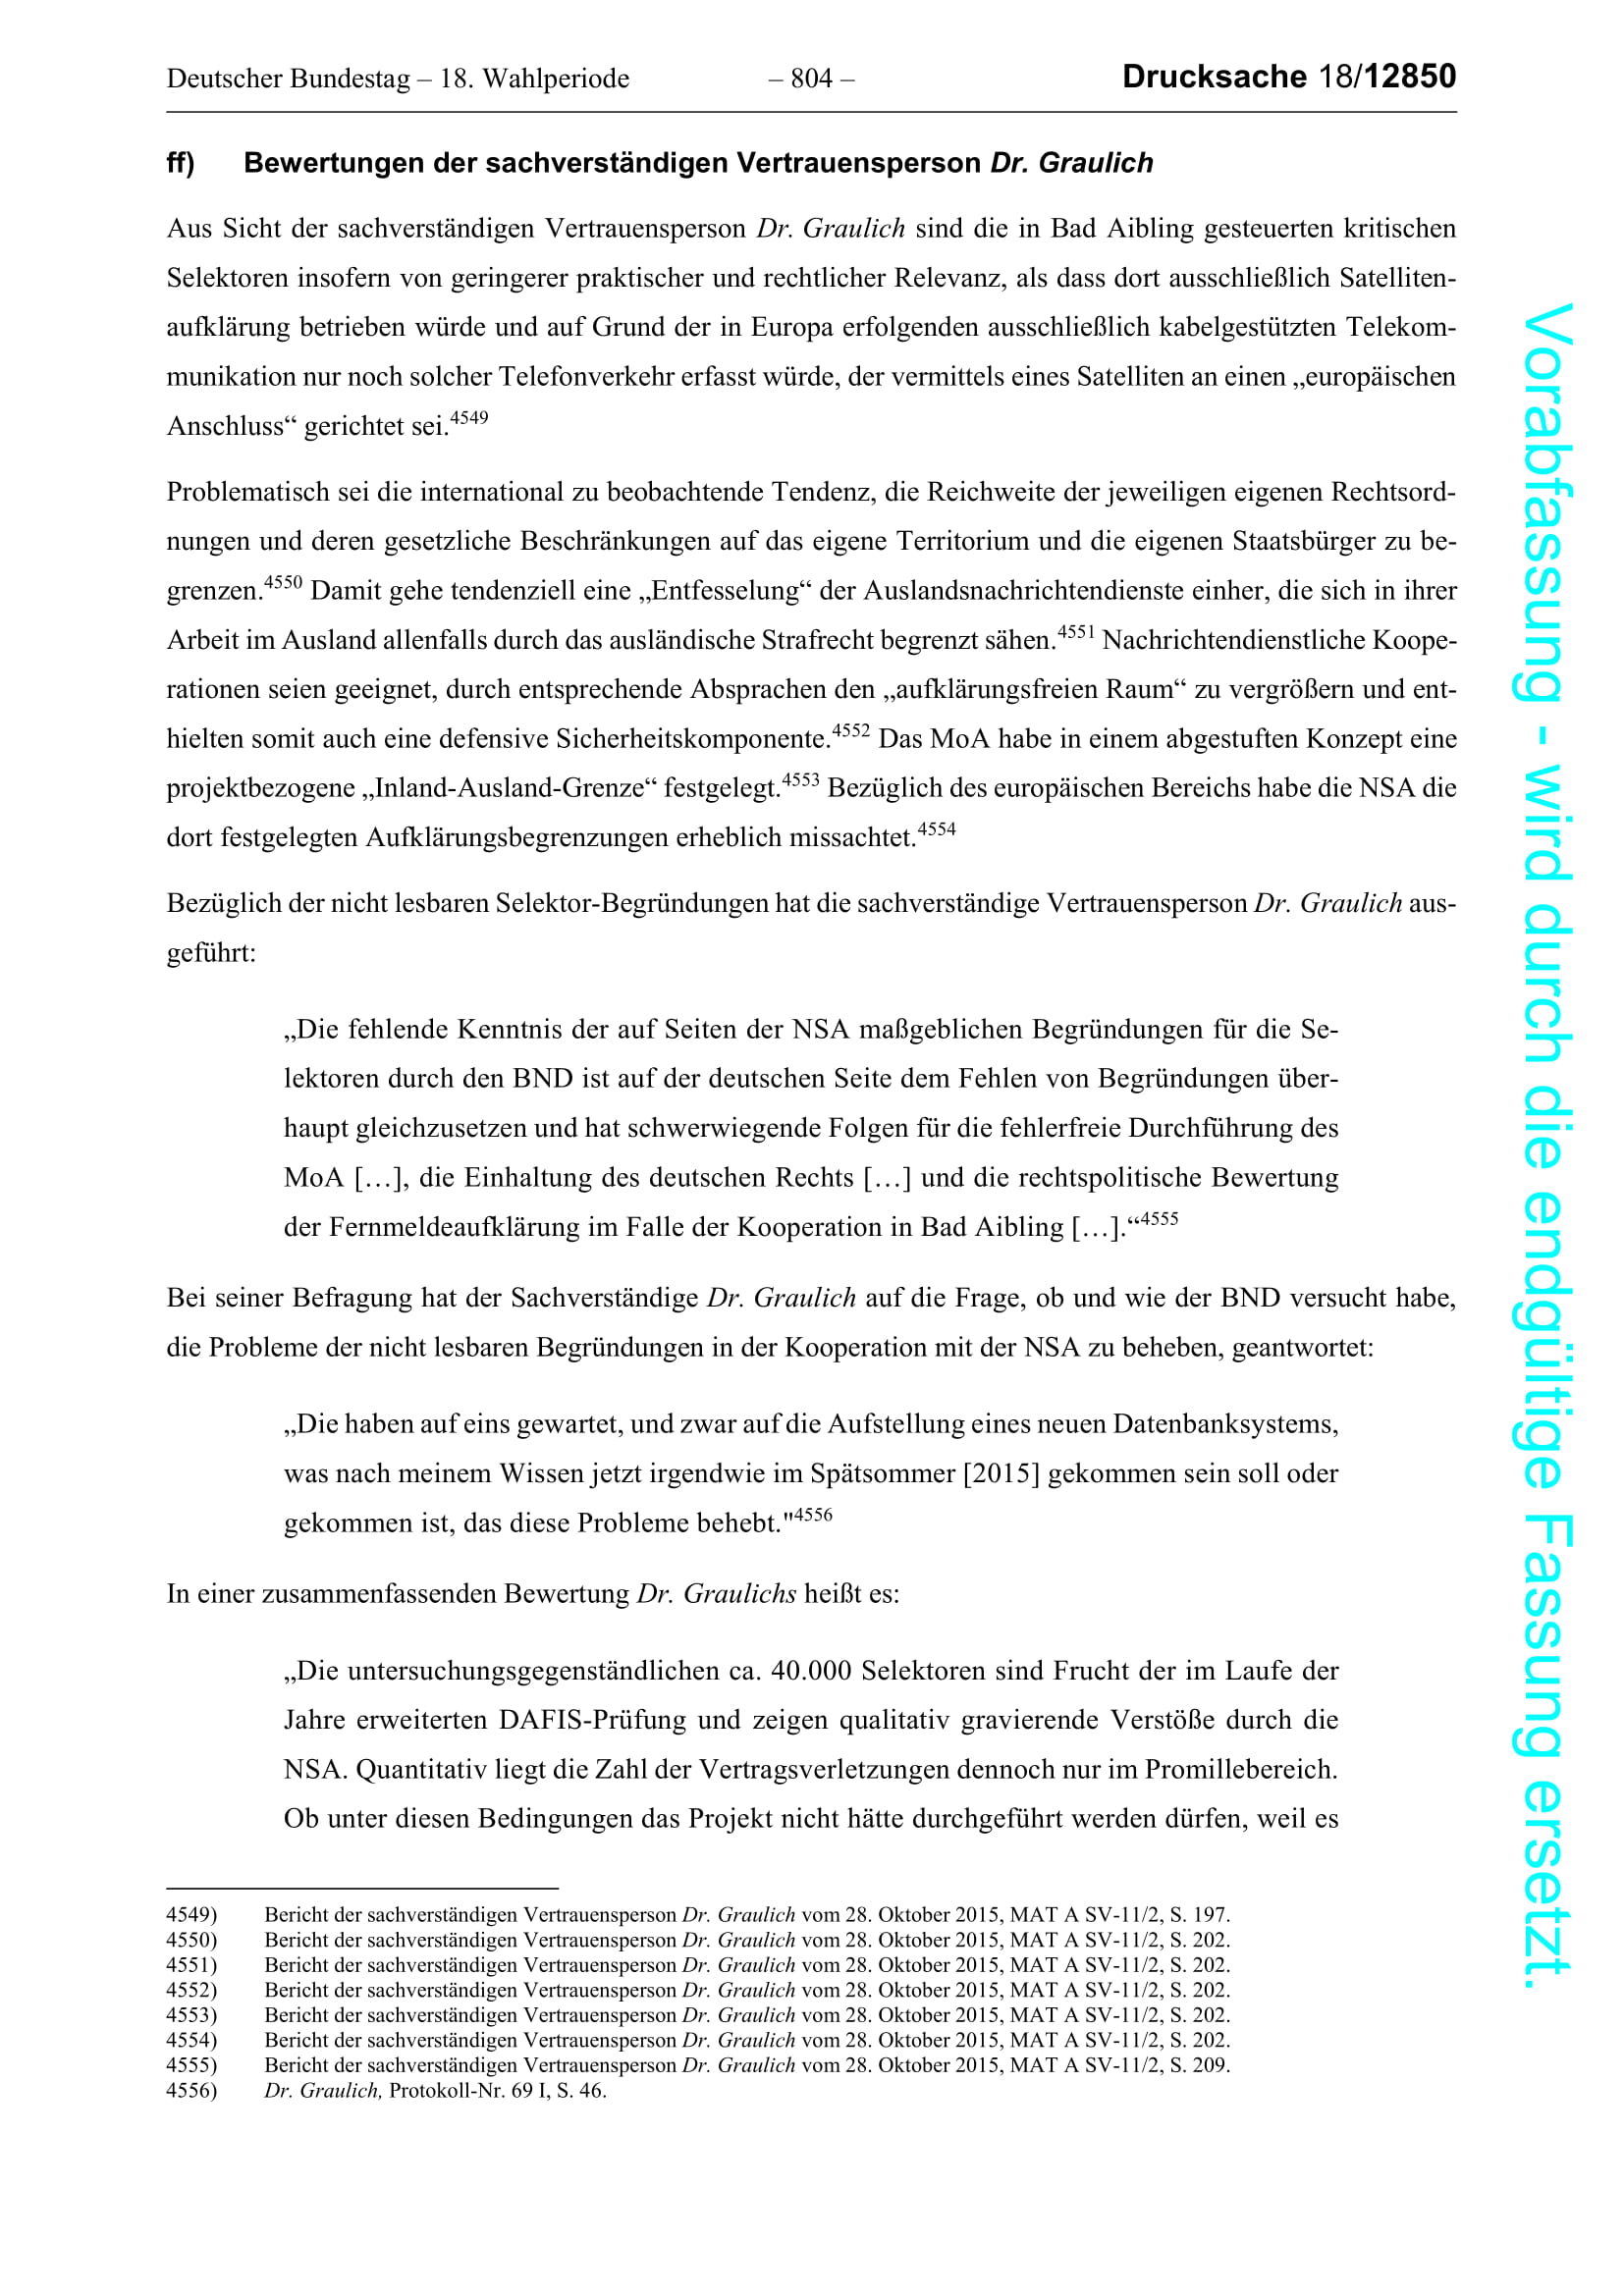 Deutscher Bundestag – 18. Wahlperiode – 804 – Drucksache 18/12850
ff) Bewertungen der sachverständigen Vertrauensperson Dr. Graulich
Aus Sicht der sachverständigen Vertrauensperson Dr. Graulich sind die in Bad Aibling gesteuerten kritischen
Selektoren insofern von geringerer praktischer und rechtlicher Relevanz, als dass dort ausschließlich Satelliten-
aufklärung betrieben würde und auf Grund der in Europa erfolgenden ausschließlich kabelgestützten Telekom-
munikation nur noch solcher Telefonverkehr erfasst würde, der vermittels eines Satelliten an einen „europäischen
Anschluss“ gerichtet sei.4549
Problematisch sei die international zu beobachtende Tendenz, die Reichweite der jeweiligen eigenen Rechtsord-
nungen und deren gesetzliche Beschränkungen auf das eigene Territorium und die eigenen Staatsbürger zu be-
grenzen.4550 Damit gehe tendenziell eine „Entfesselung“ der Auslandsnachrichtendienste einher, die sich in ihrer
Arbeit im Ausland allenfalls durch das ausländische Strafrecht begrenzt sähen.4551 Nachrichtendienstliche Koope-
rationen seien geeignet, durch entsprechende Absprachen den „aufklärungsfreien Raum“ zu vergrößern und ent-
hielten somit auch eine defensive Sicherheitskomponente.4552 Das MoA habe in einem abgestuften Konzept eine
projektbezogene „Inland-Ausland-Grenze“ festgelegt.4553 Bezüglich des europäischen Bereichs habe die NSA die
dort festgelegten Aufklärungsbegrenzungen erheblich missachtet.4554
Bezüglich der nicht lesbaren Selektor-Begründungen hat die sachverständige Vertrauensperson Dr. Graulich aus-
geführt:
„Die fehlende Kenntnis der auf Seiten der NSA maßgeblichen Begründungen für die Se-
lektoren durch den BND ist auf der deutschen Seite dem Fehlen von Begründungen über-
haupt gleichzusetzen und hat schwerwiegende Folgen für die fehlerfreie Durchführung des
MoA […], die Einhaltung des deutschen Rechts […] und die rechtspolitische Bewertung
der Fernmeldeaufklärung im Falle der Kooperation in Bad Aibling […].“4555
Bei seiner Befragung hat der Sachverständige Dr. Graulich auf die Frage, ob und wie der BND versucht habe,
die Probleme der nicht lesbaren Begründungen in der Kooperation mit der NSA zu beheben, geantwortet:
„Die haben auf eins gewartet, und zwar auf die Aufstellung eines neuen Datenbanksystems,
was nach meinem Wissen jetzt irgendwie im Spätsommer [2015] gekommen sein soll oder
gekommen ist, das diese Probleme behebt."4556
In einer zusammenfassenden Bewertung Dr. Graulichs heißt es:
„Die untersuchungsgegenständlichen ca. 40.000 Selektoren sind Frucht der im Laufe der
Jahre erweiterten DAFIS-Prüfung und zeigen qualitativ gravierende Verstöße durch die
NSA. Quantitativ liegt die Zahl der Vertragsverletzungen dennoch nur im Promillebereich.
Ob unter diesen Bedingungen das Projekt nicht hätte durchgeführt werden dürfen, weil es
4549) Bericht der sachverständigen Vertrauensperson Dr. Graulich vom 28. Oktober 2015, MAT A SV-11/2, S. 197.
4550) Bericht der sachverständigen Vertrauensperson Dr. Graulich vom 28. Oktober 2015, MAT A SV-11/2, S. 202.
4551) Bericht der sachverständigen Vertrauensperson Dr. Graulich vom 28. Oktober 2015, MAT A SV-11/2, S. 202.
4552) Bericht der sachverständigen Vertrauensperson Dr. Graulich vom 28. Oktober 2015, MAT A SV-11/2, S. 202.
4553) Bericht der sachverständigen Vertrauensperson Dr. Graulich vom 28. Oktober 2015, MAT A SV-11/2, S. 202.
4554) Bericht der sachverständigen Vertrauensperson Dr. Graulich vom 28. Oktober 2015, MAT A SV-11/2, S. 202.
4555) Bericht der sachverständigen Vertrauensperson Dr. Graulich vom 28. Oktober 2015, MAT A SV-11/2, S. 209.
4556) Dr. Graulich, Protokoll-Nr. 69 I, S. 46.
Vorabfassung - wird durch die endgültige Fassung ersetzt.